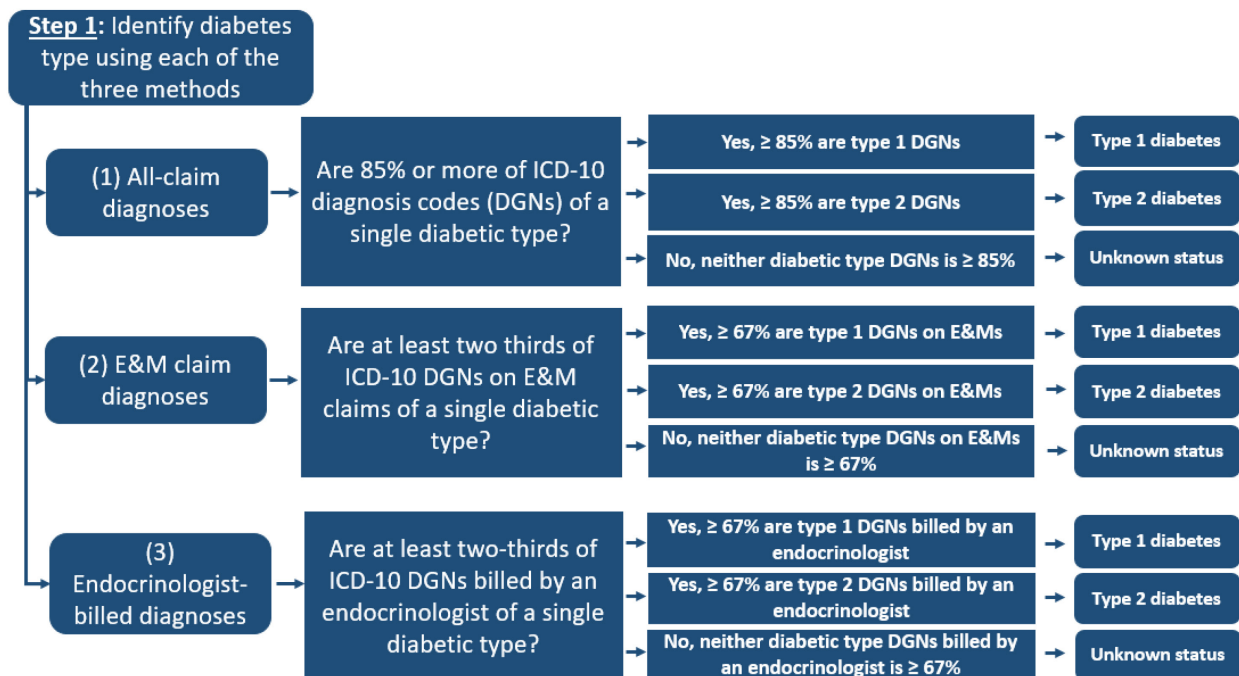 Step 1: Identify diabetes
type using each of the
three methods
(1) All-claim
diagnoses
Are 85% or more of ICD-10
diagnosis codes (DGNs) of a
single diabetic type?
Yes, ≥ 85% are type 1 DGNs
Type 1 diabetes
Yes, ≥ 85% are type 2 DGNs
Type 2 diabetes
No, neither diabetic type DGNs is ≥ 85%
Unknown status
(2) E&M claim
diagnoses
Are at least two thirds of
ICD-10 DGNs on E&M
claims of a single diabetic
type?
Yes, ≥ 67% are type 1 DGNs on E&Ms
Type 1 diabetes
Yes, ≥ 67% are type 2 DGNs on E&Ms
Type 2 diabetes
No, neither diabetic type DGNs on E&Ms
is ≥ 67%
Unknown status
(3)
Endocrinologist-
billed diagnoses
Are at least two-thirds of
ICD-10 DGNs billed by an
endocrinologist of a single
diabetic type?
Yes, ≥ 67% are type 1 DGNs billed by an
endocrinologist
Type 1 diabetes
Yes, ≥ 67% are type 2 DGNs billed by an
endocrinologist
Type 2 diabetes
No, neither diabetic type DGNs billed by
an endocrinologist is ≥ 67%
Unknown status